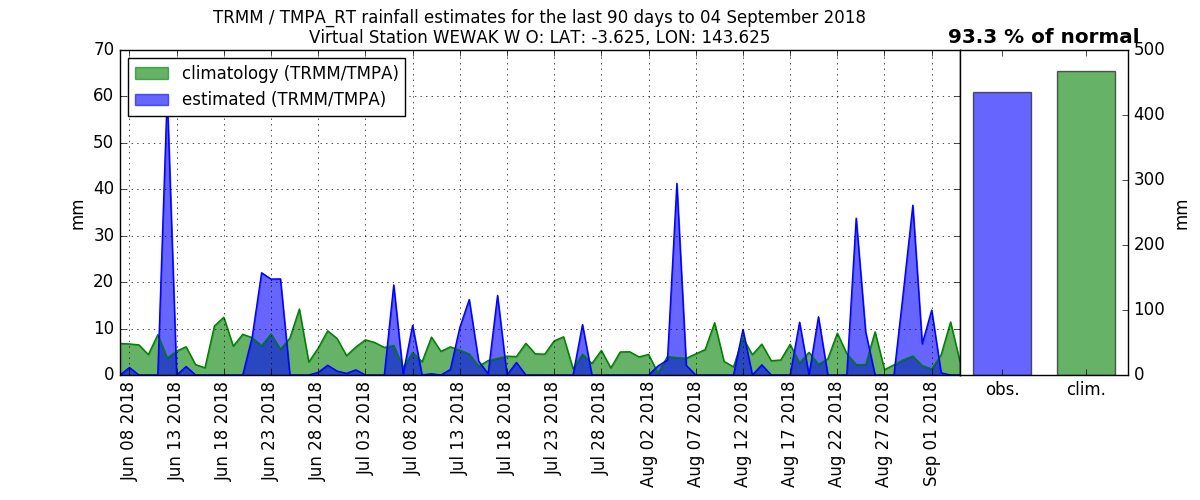 TRMM / TMPA_RT rainfall estimates for the last 90 days to 04 September 2018
Virtual Station WEWAK W O: LAT: -3.625, LON: 143.625
93.3 % of normal
climatology (TRMM/TMPA)
estimated (TRMM/TMPA)
70
60
50
40
30
20
10
0
mm
Jun 08 2018
Jun 13 2018
Jun 18 2018
Jun 23 2018
Jun 28 2018
Jul 03 2018
Jul 08 2018
Jul 13 2018
Jul 18 2018
Jul 23 2018
Jul 28 2018
Aug 02 2018
Aug 07 2018
Aug 12 2018
Aug 17 2018
Aug 22 2018
Aug 27 2018
Sep 01 2018
obs.
clim.
500
400
300
200
100
0
mm